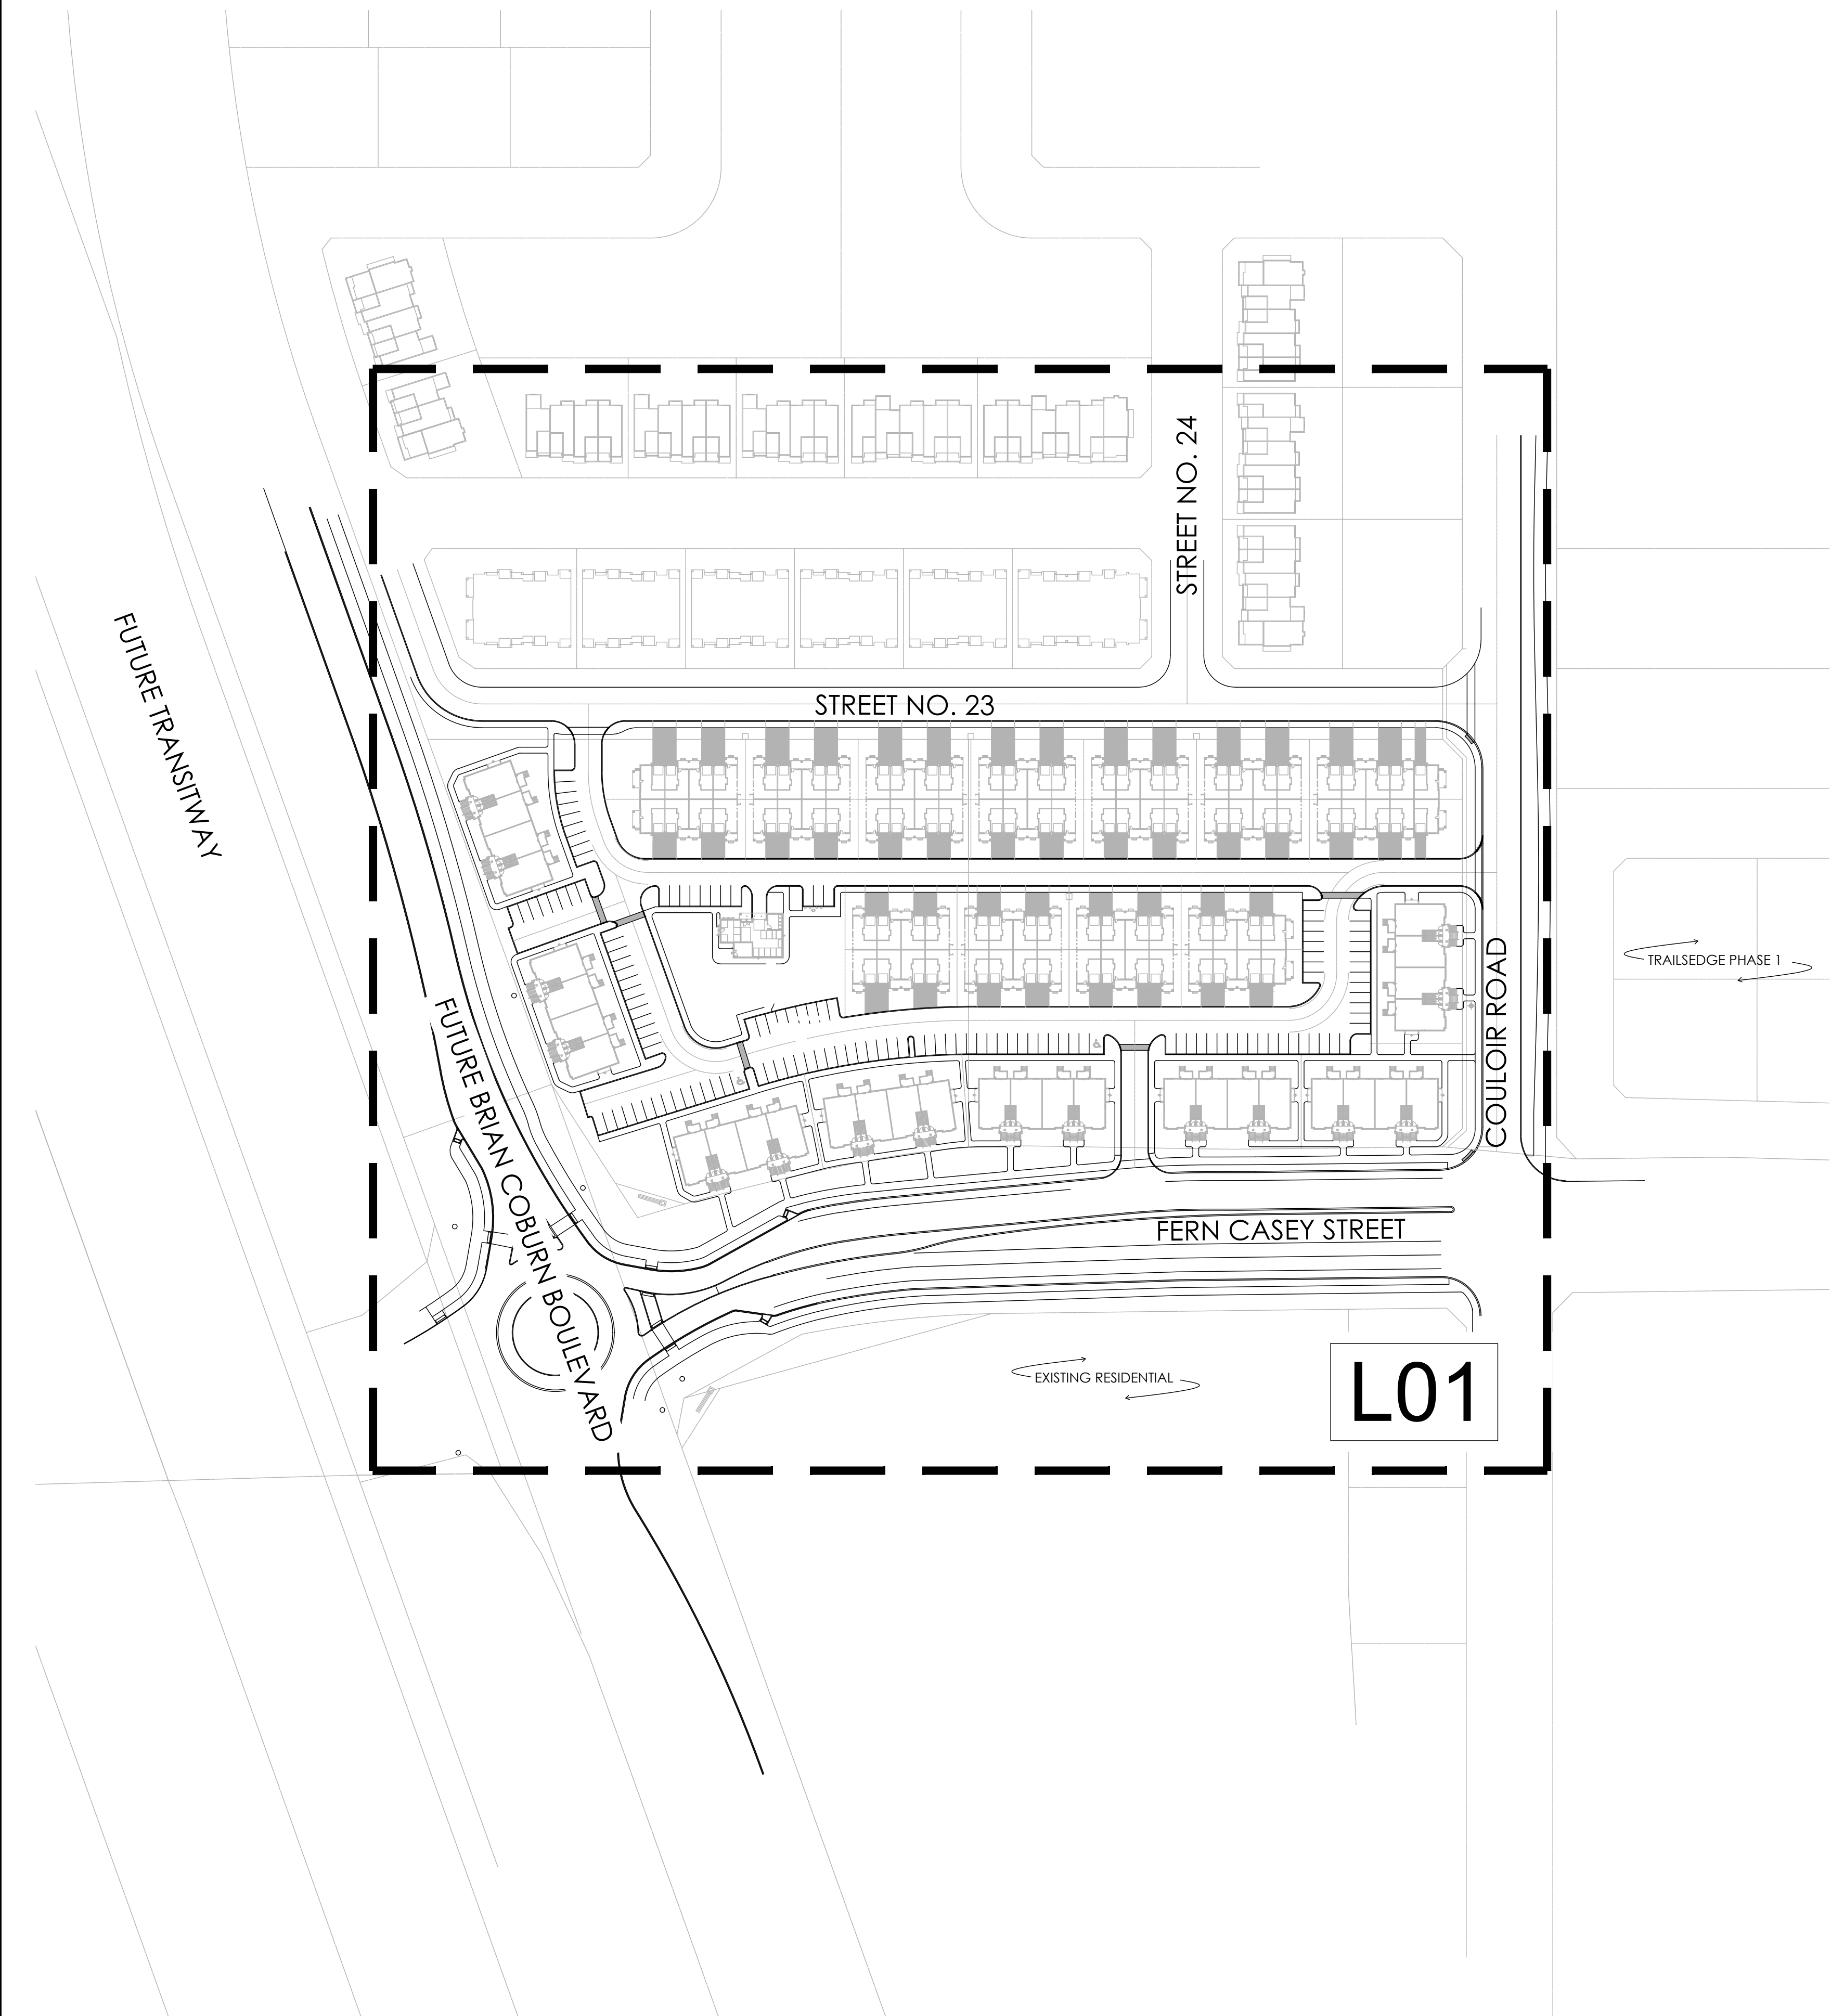 STREET NO. 24
FUTURE TRANSITWAY
STREET NO. 23
TRAILSEDGE PHASE 1
COULOIR ROAD
FUTURE BRIAN COBURN BOULEVARD
FERN CASEY STREET
EXISTING RESIDENTIAL
L01